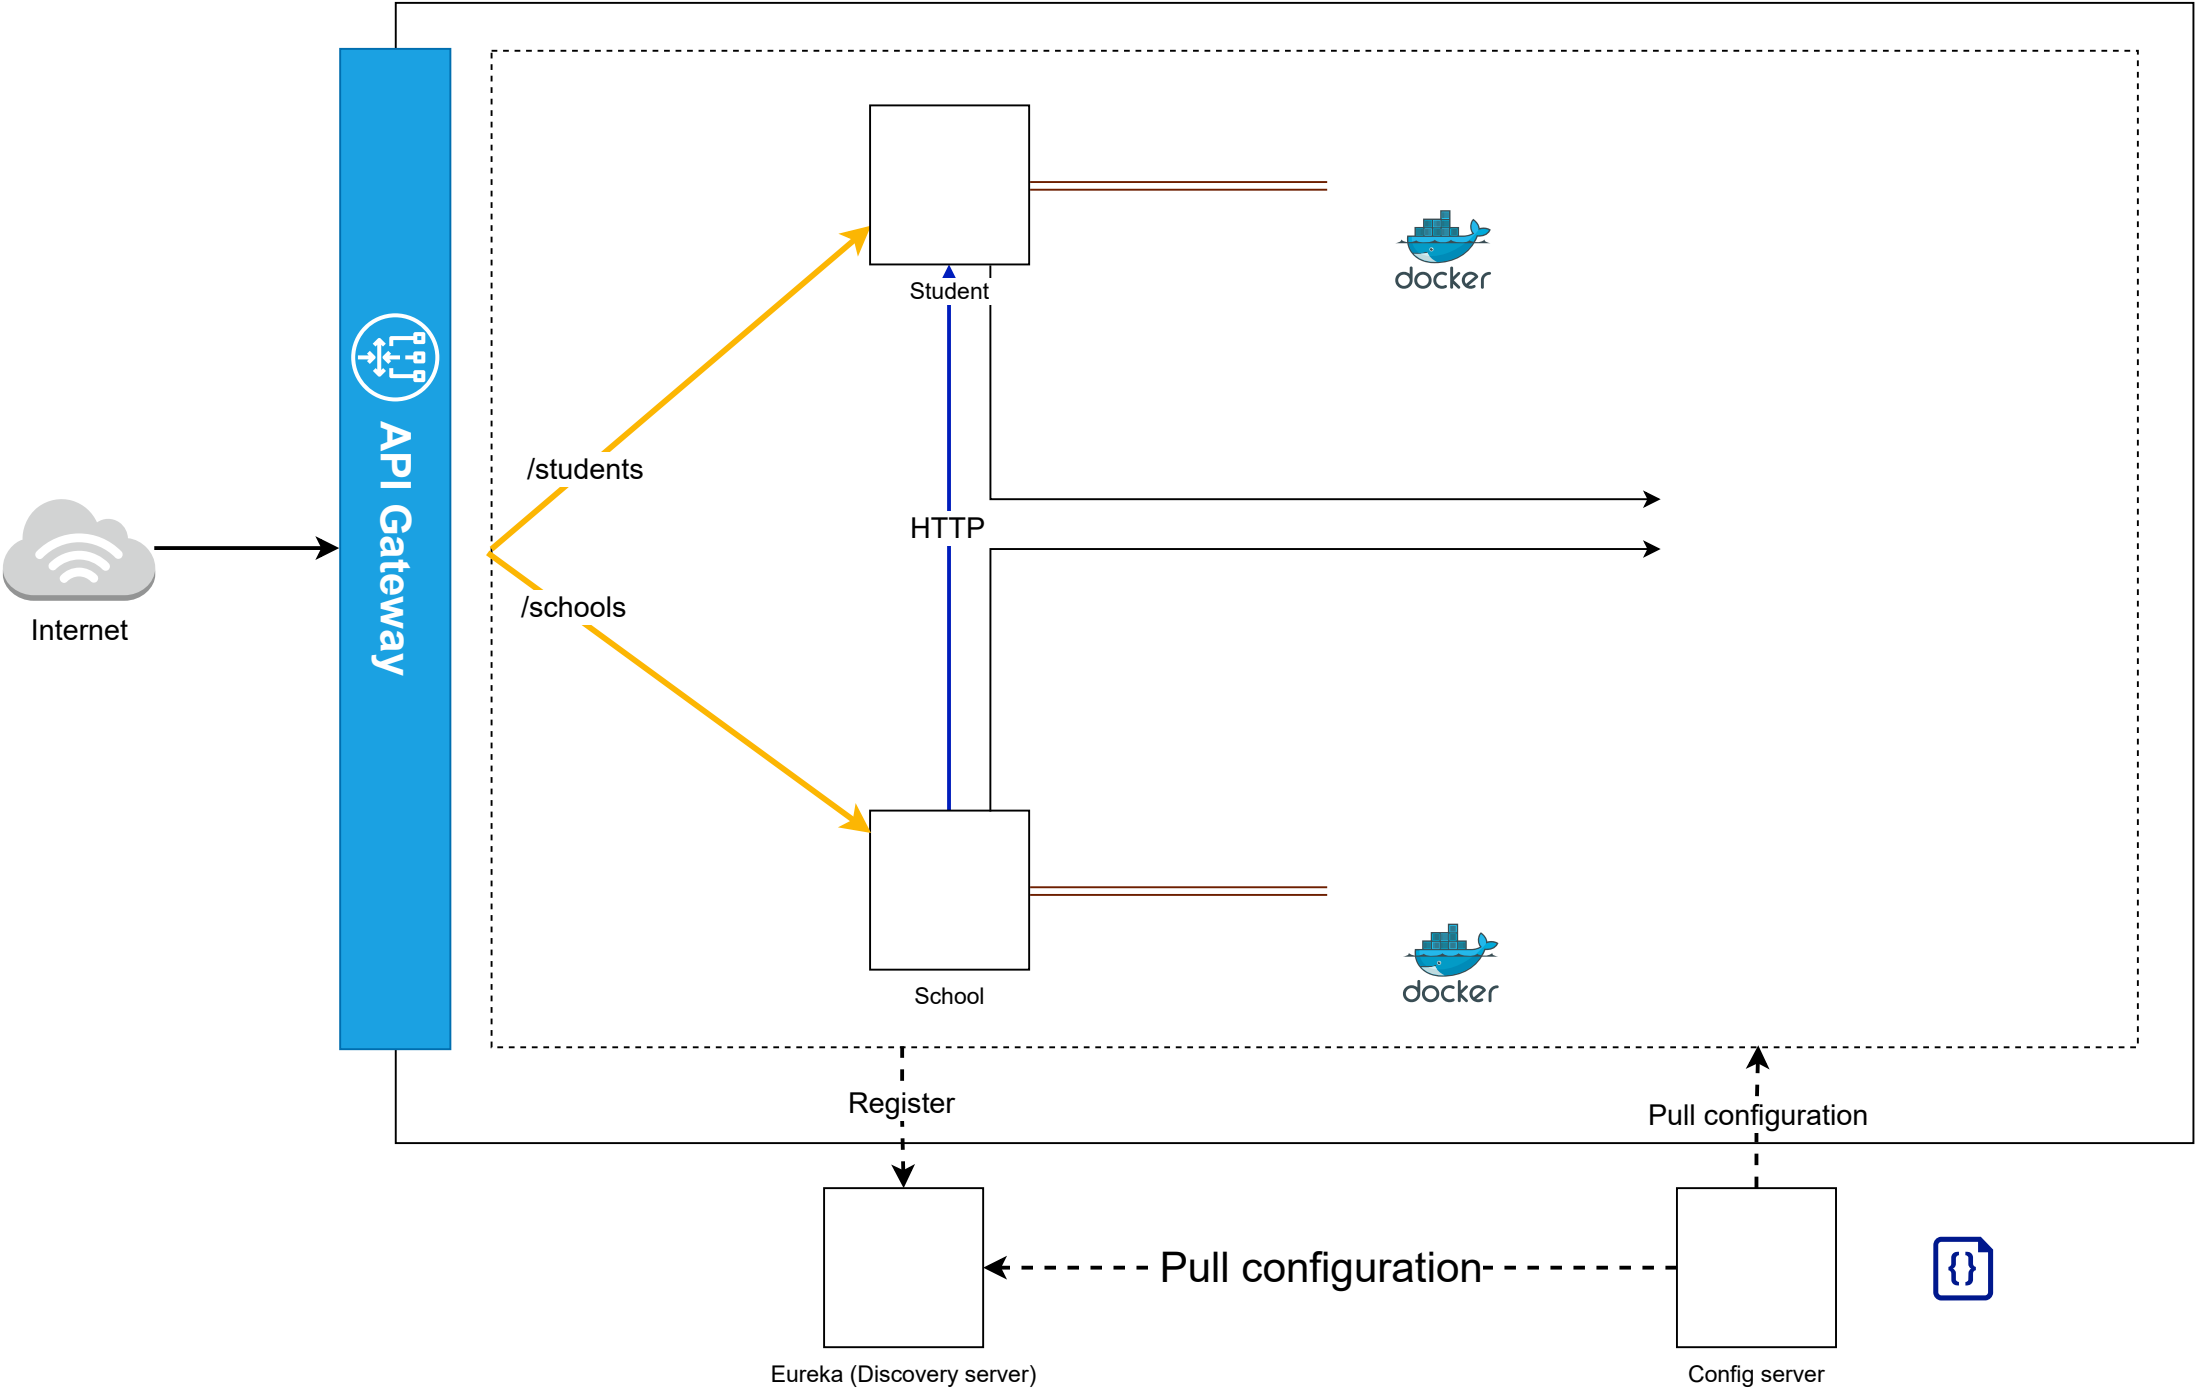 docker
Student
API Gateway
/students
HTTP
/schools
Internet
docker
School
Register
Pull configuration
Pull configuration
{}
Eureka (Discovery server)
Config server